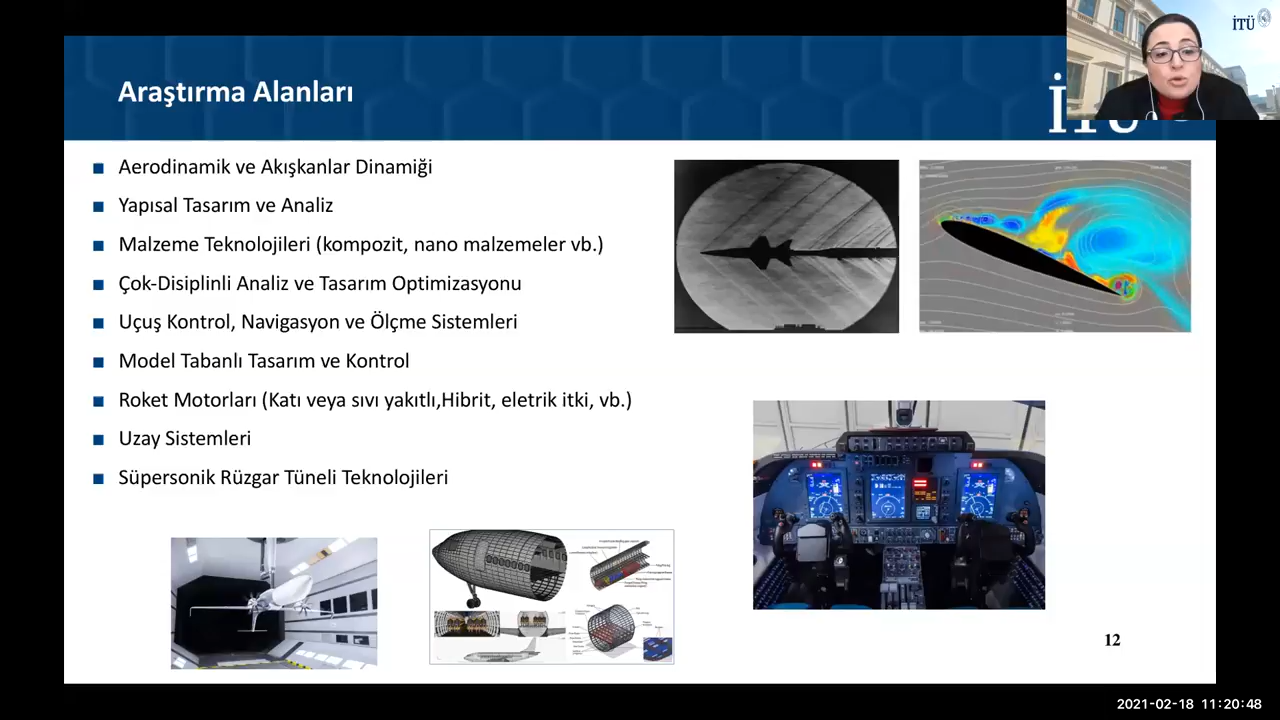 İTÜ
Araştırma Alanları
İTÜ
Aerodinamik ve Akışkanlar Dinamiği
Yapısal Tasarım ve Analiz
Malzeme Teknolojileri (kompozit, nano malzemeler vb.)
Çok-Disiplinli Analiz ve Tasarım Optimizasyonu
Uçuş Kontrol, Navigasyon ve Ölçme Sistemleri
Model Tabanlı Tasarım ve Kontrol
Roket Motorları (Katı veya sıvı yakıtlı,Hibrit, eletrik itki, vb.)
Uzay Sistemleri
Süpersonik Rüzgar Tüneli Teknolojileri
12
2021-02-18 11:20:48